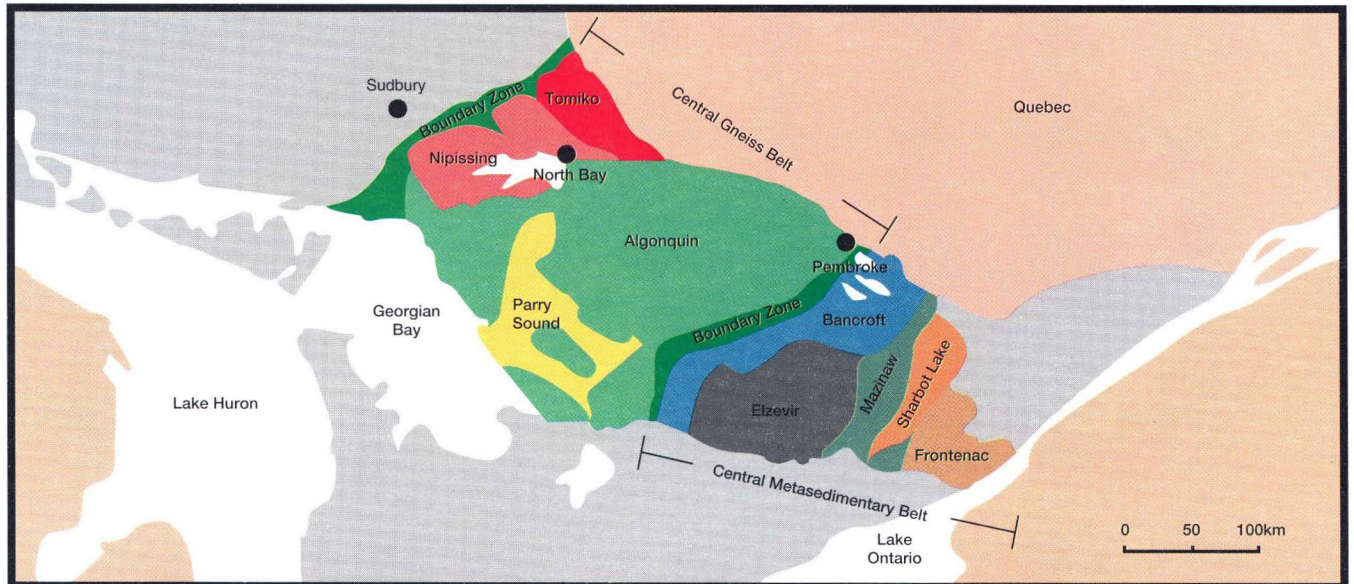 Sudbury
Boundary Zone
Tomiko
Central Gneiss Belt
Quebec
Nipissing
North Bay
Algonquin
Pembroke
Parry
Sound
Georgian
Bay
Boundary Zone
Bancroft
Lake Huron
Elzevir
Mazinaw
Sharbot Lake
Frontenac
Central Metasedimentary Belt
Lake
Ontario
0 50 100km